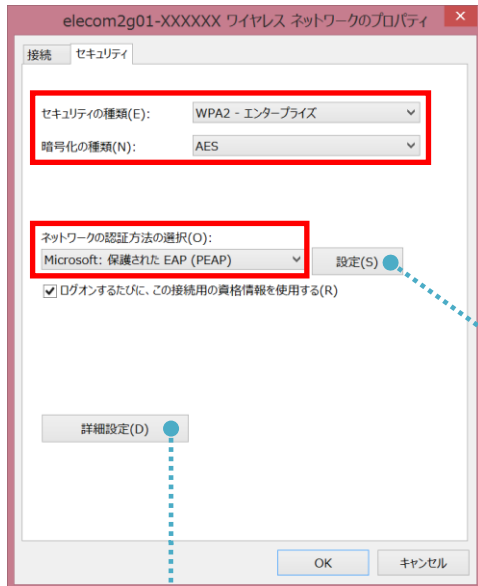 elecom2g01-XXXXXX ワイヤレス ネットワークのプロパティ
接続 セキュリティ
セキュリティの種類(E): WPA2 - エンタープライズ
暗号化の種類(N): AES
ネットワークの認証方法の選択(O):
Microsoft: 保護された EAP (PEAP) 設定(S)
ログオンするたびに、この接続用の資格情報を使用する(R)
詳細設定(D)
OK キャンセル